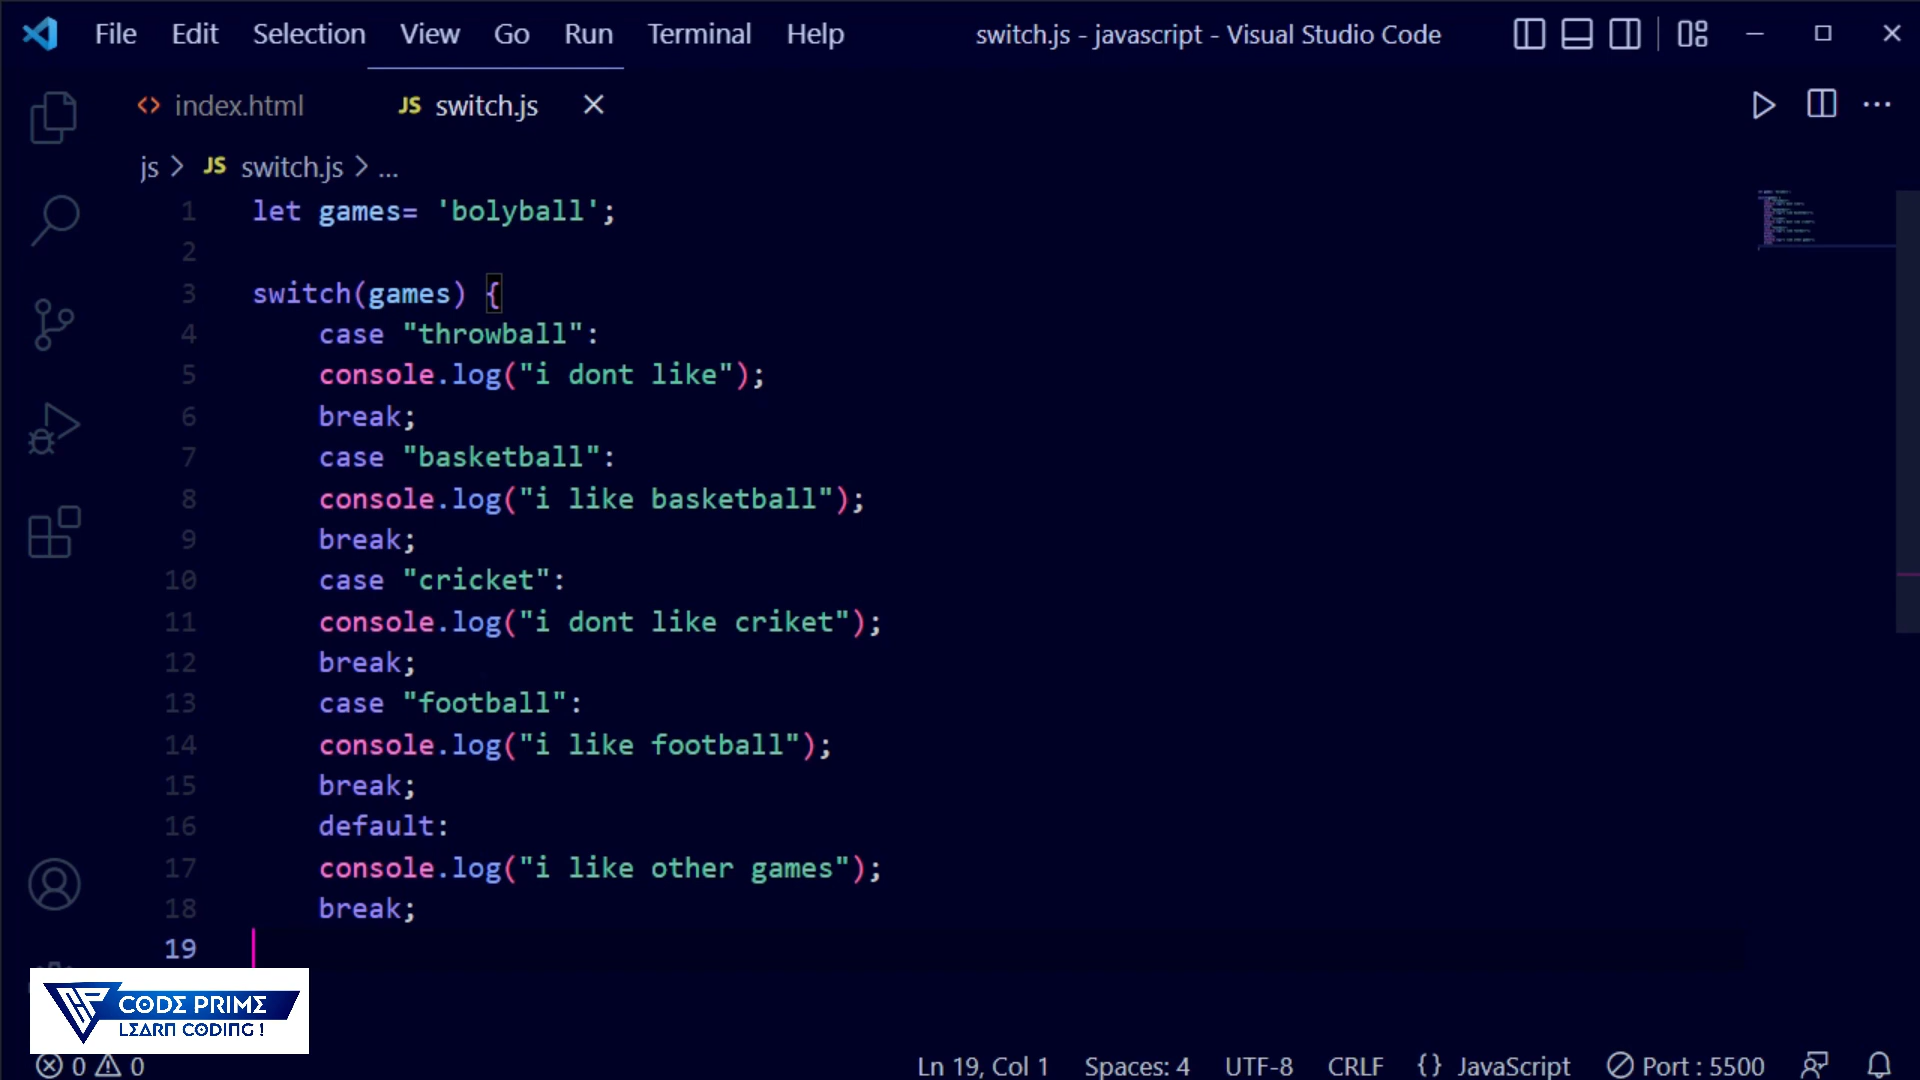 File Edit Selection View Go Run Terminal Help switch.js - javascript - Visual Studio Code
index.html JS switch.js
js > JS switch.js > ...
1 let games= 'bolyball';
2
3 switch(games) {
4 case "throwball":
5 console.log("i dont like");
6 break;
7 case "basketball":
8 console.log("i like basketball");
9 break;
10 case "cricket":
11 console.log("i dont like criket");
12 break;
13 case "football":
14 console.log("i like football");
15 break;
16 default:
17 console.log("i like other games");
18 break;
19
CODE PRIME
LEARN CODING !
0 0 Ln 19, Col 1 Spaces: 4 UTF-8 CRLF {} JavaScript Port : 5500